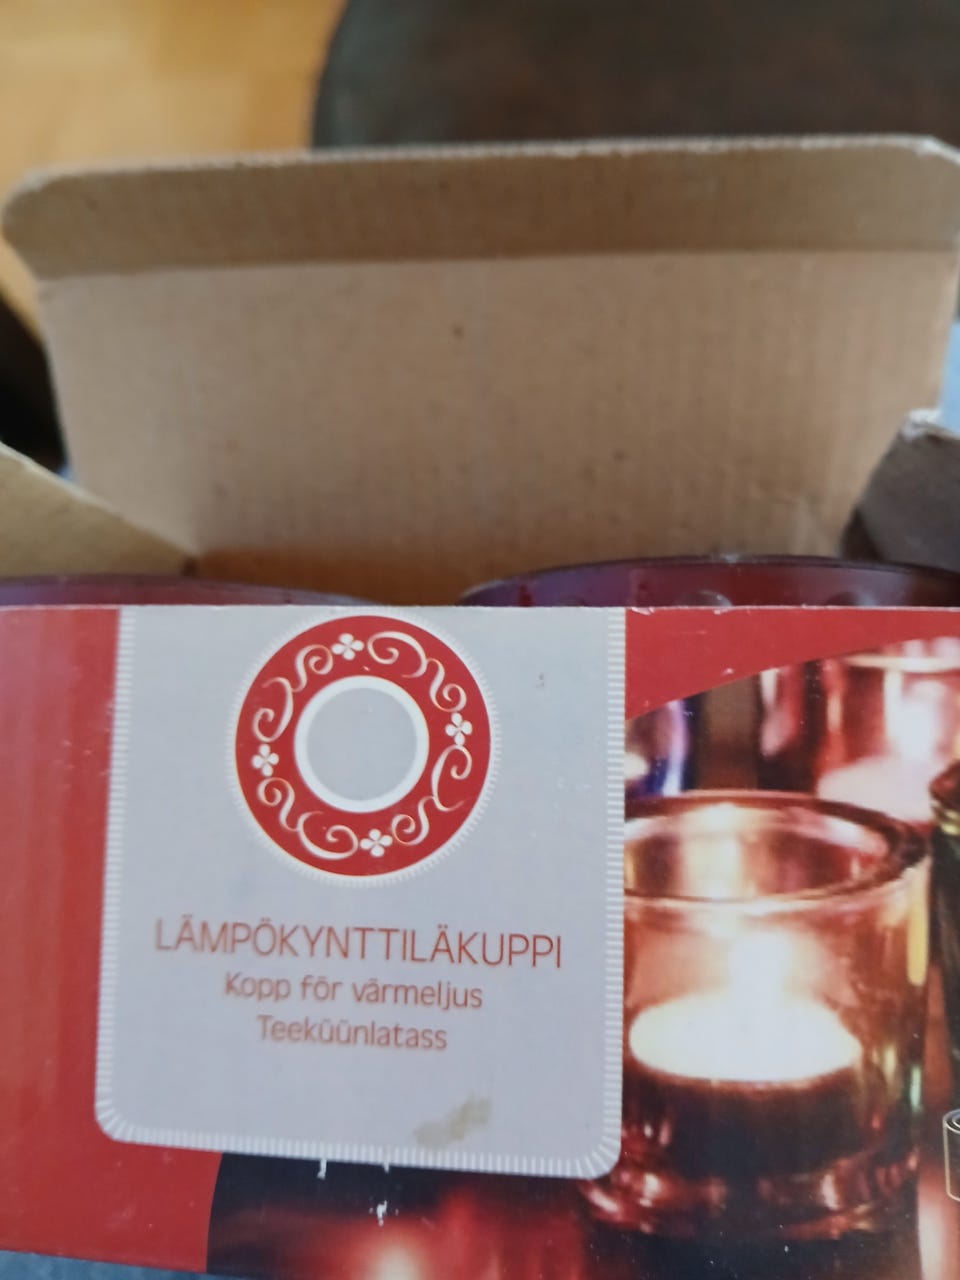 LÄMPÖKYNTTILÄKUPPI
Kopp för värmeljus
Teeküünlatass